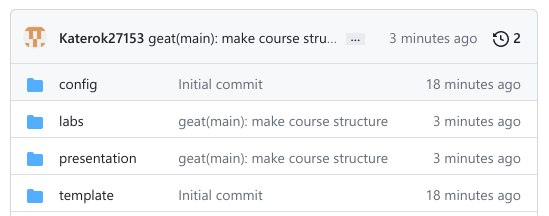 Katerok27153 geat(main): make course stru... ... 3 minutes ago 2
config Initial commit 18 minutes ago
labs geat(main): make course structure 3 minutes ago
presentation geat(main): make course structure 3 minutes ago
template Initial commit 18 minutes ago